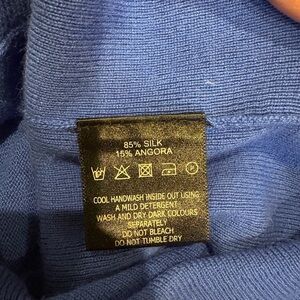 85% SILK
15% ANGORA
COOL HANDWASH INSIDE OUT USING
A MILD DETERGENT
WASH AND DRY DARK COLOURS
SEPARATELY
DO NOT BLEACH
DO NOT TUMBLE DRY